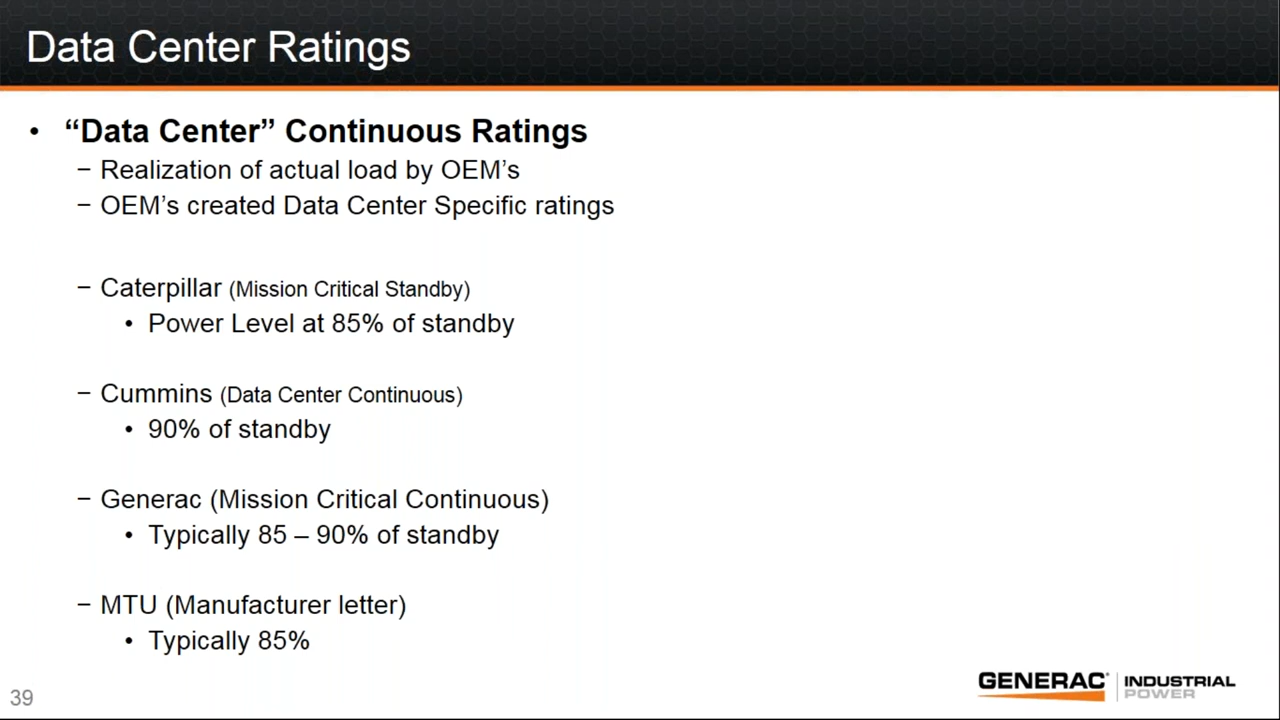 Data Center Ratings
• “Data Center” Continuous Ratings
− Realization of actual load by OEM’s
− OEM’s created Data Center Specific ratings
− Caterpillar (Mission Critical Standby)
• Power Level at 85% of standby
− Cummins (Data Center Continuous)
• 90% of standby
− Generac (Mission Critical Continuous)
• Typically 85 – 90% of standby
− MTU (Manufacturer letter)
• Typically 85%
39
GENERAC® | INDUSTRIAL
POWER